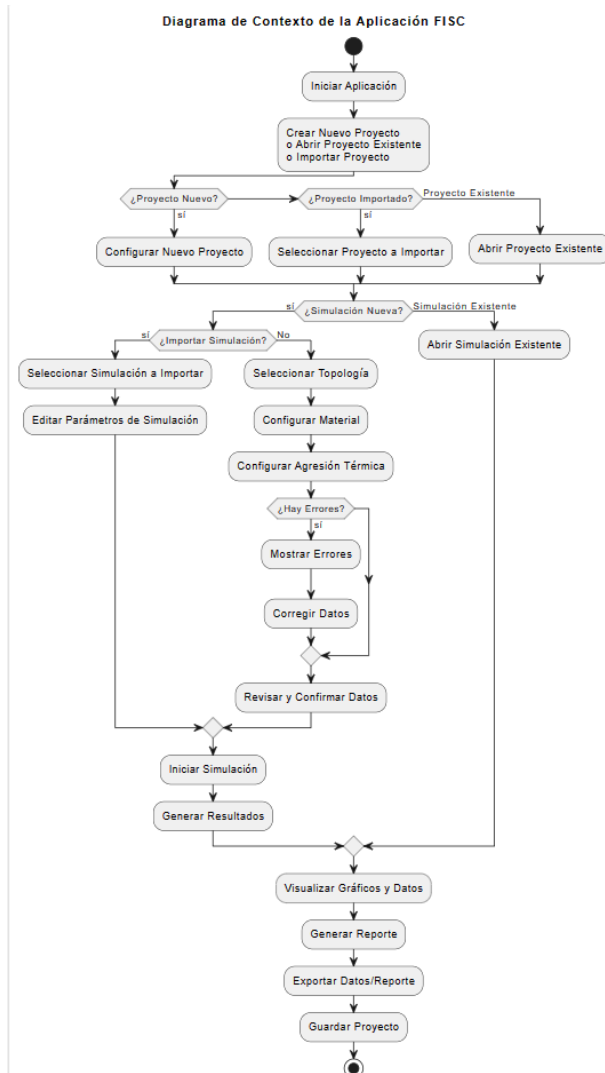 Diagrama de Contexto de la Aplicación FISC
Iniciar Aplicación
Crear Nuevo Proyecto
o Abrir Proyecto Existente
o Importar Proyecto
¿Proyecto Nuevo?
sí
¿Proyecto Importado?
sí
Proyecto Existente
Configurar Nuevo Proyecto
Seleccionar Proyecto a Importar
Abrir Proyecto Existente
sí
¿Simulación Nueva?
Simulación Existente
sí
¿Importar Simulación?
No
Abrir Simulación Existente
Seleccionar Simulación a Importar
Seleccionar Topología
Editar Parámetros de Simulación
Configurar Material
Configurar Agresión Térmica
¿Hay Errores?
sí
Mostrar Errores
Corregir Datos
Revisar y Confirmar Datos
Iniciar Simulación
Generar Resultados
Visualizar Gráficos y Datos
Generar Reporte
Exportar Datos/Reporte
Guardar Proyecto